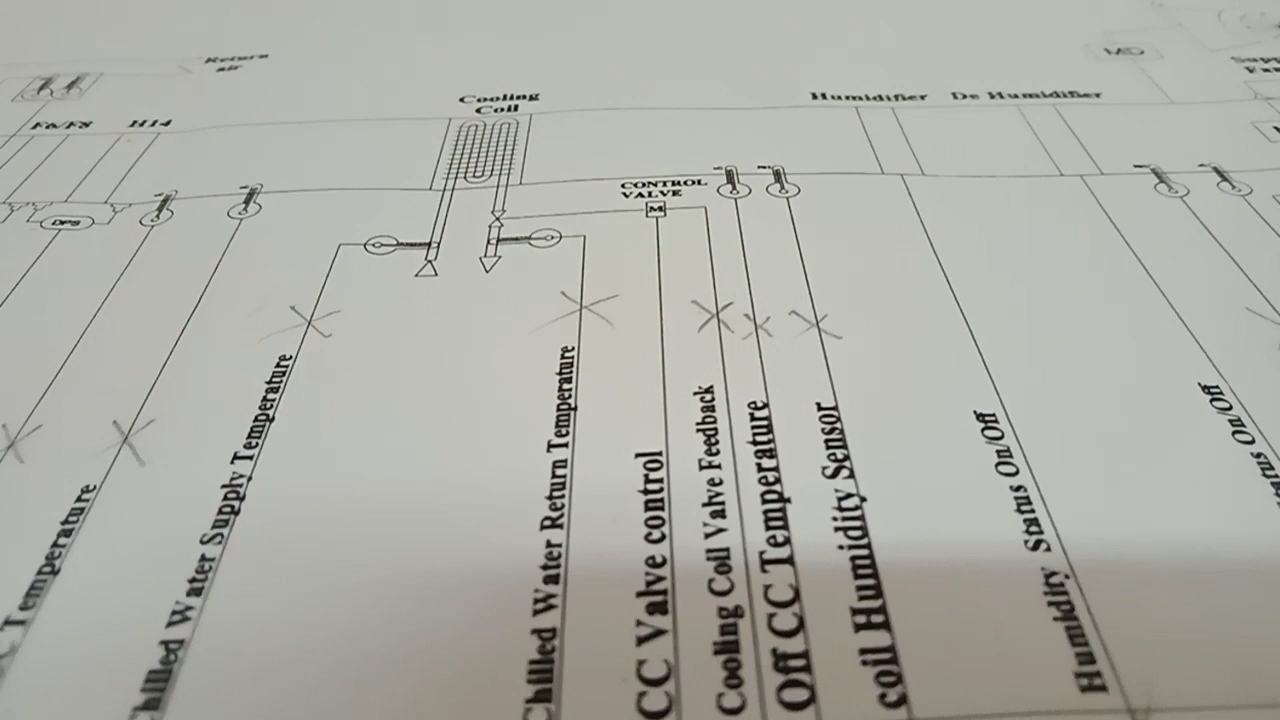 Return
air
MD
Cooling
Coil
Humidifier
De Humidifier
F6/F8
H14
CONTROL
VALVE
M
DPS
Temperature
Chilled Water Supply Temperature
Chilled Water Return Temperature
CC Valve control
Cooling Coil Valve Feedback
Off CC Temperature
coil Humidity Sensor
Humidity Status On/Off
On/Off